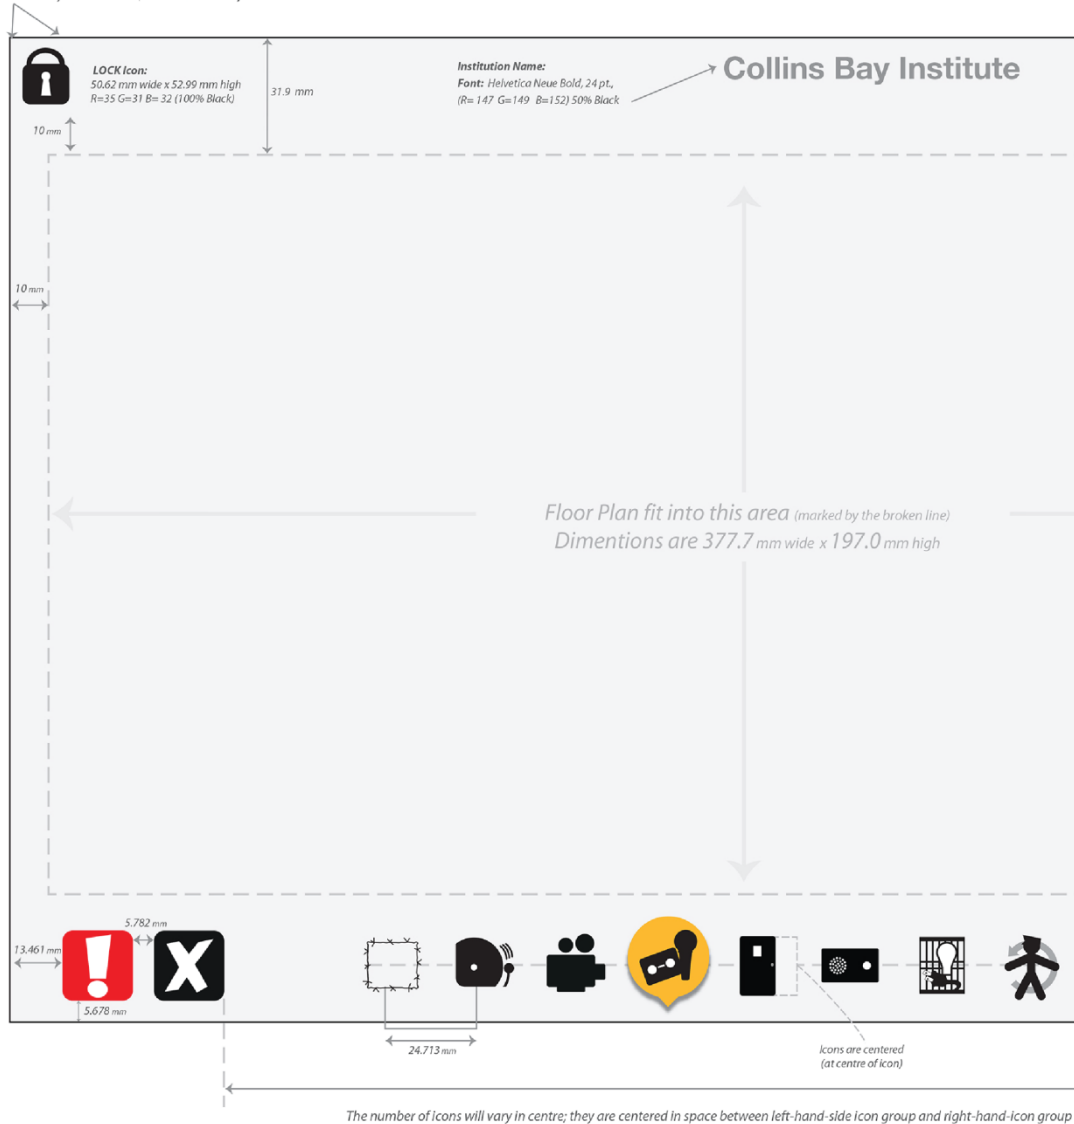 LOCK Icon:
50.62 mm wide x 52.99 mm high
R=35 G=31 B= 32 (100% Black)
31.9 mm
Institution Name:
Font: Helvetica Neue Bold, 24 pt.,
(R= 147 G=149 B=152) 50% Black
Collins Bay Institute
10 mm
10 mm
Floor Plan fit into this area (marked by the broken line)
Dimentions are 377.7 mm wide x 197.0 mm high
5.782 mm
13.461 mm
!
X
5.678 mm
24.713 mm
Icons are centered
(at centre of icon)
The number of icons will vary in centre; they are centered in space between left-hand-side icon group and right-hand-icon group